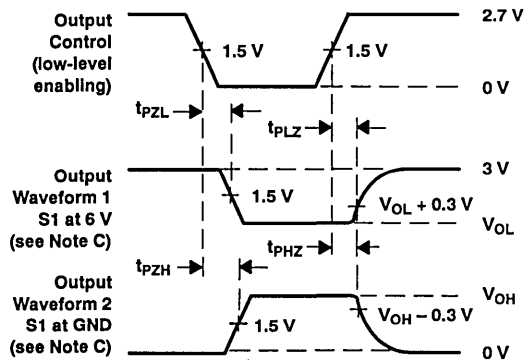 Output
Control
(low-level
enabling)
1.5 V
1.5 V
2.7 V
0 V
tPZL
tPLZ
Output
Waveform 1
S1 at 6 V
(see Note C)
1.5 V
3 V
VOL + 0.3 V
VOL
tPZH
tPHZ
Output
Waveform 2
S1 at GND
(see Note C)
1.5 V
VOH
VOH – 0.3 V
0 V